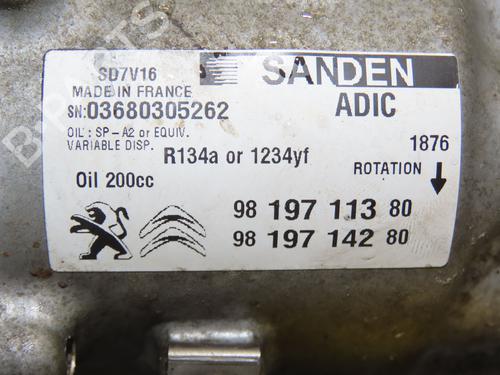 SD7V16
SANDEN
MADE IN FRANCE
SN:03680305262
ADIC
OIL : SP-A2 or EQUIV.
VARIABLE DISP.
R134a or 1234yf
1876
Oil 200cc
ROTATION
98 197 113 80
98 197 142 80
B-PARTS